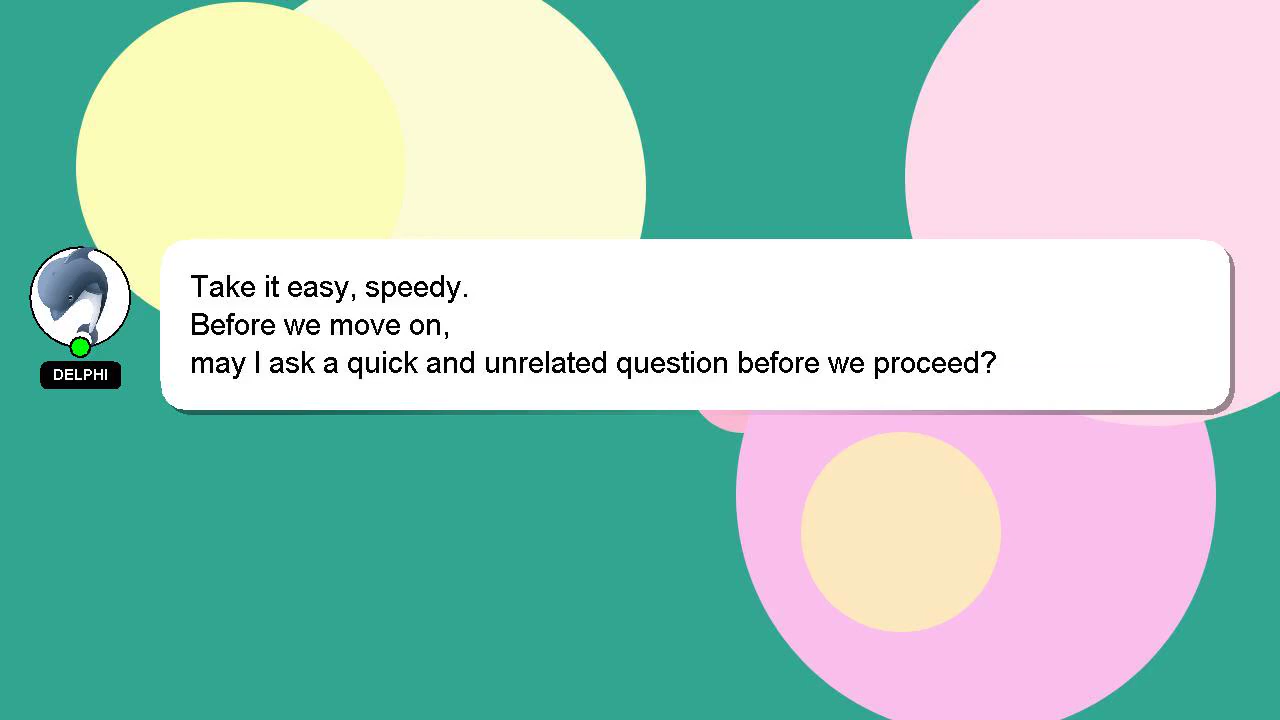 Take it easy, speedy.
Before we move on,
may I ask a quick and unrelated question before we proceed?
DELPHI